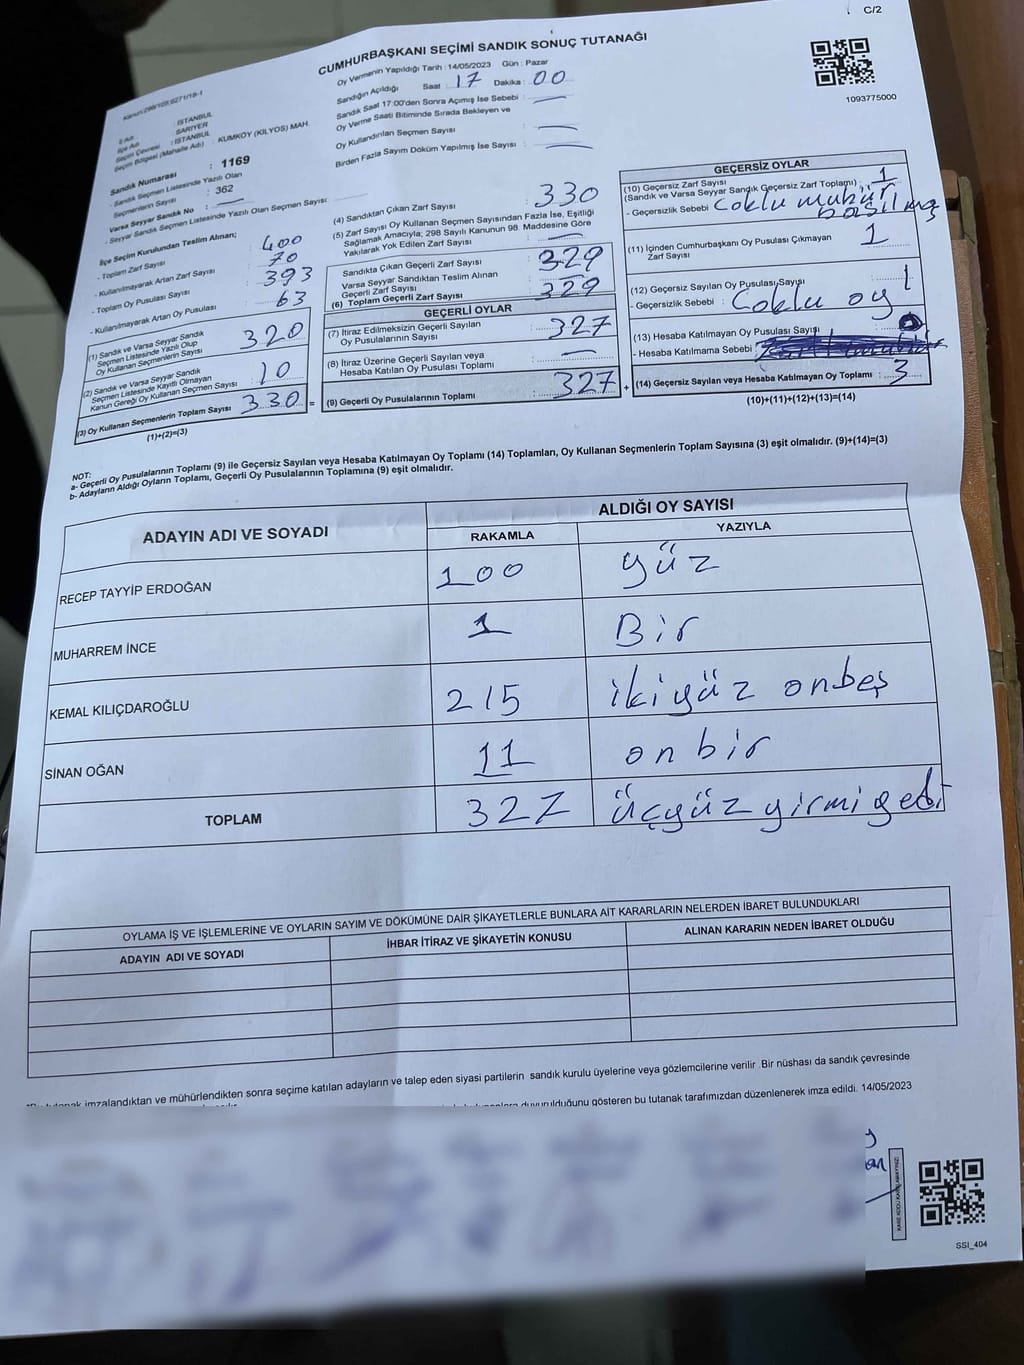 C/2
CUMHURBAŞKANI SEÇİMİ SANDIK SONUÇ TUTANAĞI
1093775000
Oy Vermenin Yapıldığı Tarih : 14/05/2023 Gün : Pazar
Sandığın Açıldığı Saat : 17 Dakika : 00
Sandık Saat 17:00'den Sonra Açımış İse Sebebi :
Oy Verme Saati Bitiminde Sırada Bekleyen ve
Oy Kullandırılan Seçmen Sayısı :
Birden Fazla Sayım Döküm Yapılmış İse Sayısı :
İl Adı : İSTANBUL
İlçe Adı : SARIYER
Seçim Çevresi : İSTANBUL
Seçim Bölgesi (Mahalle Adı) : KUMKÖY (KİLYOS) MAH.
Sandık Numarası : 1169
- Sandık Seçmen Listesinde Yazılı Olan
Seçmenlerin Sayısı : 362
Varsa Seyyar Sandık No :
- Seyyar Sandık Seçmen Listesinde Yazılı Olan Seçmen Sayısı:
İlçe Seçim Kurulundan Teslim Alınan;
- Toplam Zarf Sayısı : 400
- Kullanılmayarak Artan Zarf Sayısı : 70
- Toplam Oy Pusulası Sayısı : 393
- Kullanılmayarak Artan Oy Pusulası : 63
(1) Sandık ve Varsa Seyyar Sandık
Seçmen Listesinde Yazılı Olup
Oy Kullanan Seçmenlerin Sayısı : 320
(2) Sandık ve Varsa Seyyar Sandık
Seçmen Listesinde Kayıtlı Olmayan
Kanun Gereği Oy Kullanan Seçmen Sayısı : 10
(3) Oy Kullanan Seçmenlerin Toplam Sayısı : 330 =
(1)+(2)=(3)
(4) Sandıktan Çıkan Zarf Sayısı : 330
(5) Zarf Sayısı Oy Kullanan Seçmen Sayısından Fazla İse, Eşitliği
Sağlamak Amacıyla; 298 Sayılı Kanunun 98. Maddesine Göre
Yakılarak Yok Edilen Zarf Sayısı :
Sandıkta Çıkan Geçerli Zarf Sayısı : 329
Varsa Seyyar Sandıktan Teslim Alınan
Geçerli Zarf Sayısı :
(6) Toplam Geçerli Zarf Sayısı : 329
GEÇERLİ OYLAR
(7) İtiraz Edilmeksizin Geçerli Sayılan
Oy Pusulalarının Sayısı : 327
(8) İtiraz Üzerine Geçerli Sayılan veya
Hesaba Katılan Oy Pusulası Toplamı :
(9) Geçerli Oy Pusulalarının Toplamı : 327 +
GEÇERSİZ OYLAR
(10) Geçersiz Zarf Sayısı
(Sandık ve Varsa Seyyar Sandık Geçersiz Zarf Toplamı) : 1
- Geçersizlik Sebebi : Çoklu mühür
basılmış
(11) İçinden Cumhurbaşkanı Oy Pusulası Çıkmayan
Zarf Sayısı : 1
(12) Geçersiz Sayılan Oy Pusulası Sayısı : 1
- Geçersizlik Sebebi : Çoklu oy
(13) Hesaba Katılmayan Oy Pusulası Sayısı : 0
- Hesaba Katılmama Sebebi :
(14) Geçersiz Sayılan veya Hesaba Katılmayan Oy Toplamı : 3
(10)+(11)+(12)+(13)=(14)
NOT:
a- Geçerli Oy Pusulalarının Toplamı (9) ile Geçersiz Sayılan veya Hesaba Katılmayan Oy Toplamı (14) Toplamları, Oy Kullanan Seçmenlerin Toplam Sayısına (3) eşit olmalıdır. (9)+(14)=(3)
b- Adayların Aldığı Oyların Toplamı, Geçerli Oy Pusulalarının Toplamına (9) eşit olmalıdır.
ADAYIN ADI VE SOYADI ALDIĞI OY SAYISI
RAKAMLA YAZIYLA
RECEP TAYYİP ERDOĞAN 100 yüz
MUHARREM İNCE 1 Bir
KEMAL KILIÇDAROĞLU 215 ikiyüz onbeş
SİNAN OĞAN 11 on bir
TOPLAM 327 üçyüz yirmi yedi
OYLAMA İŞ VE İŞLEMLERİNE VE OYLARIN SAYIM VE DÖKÜMÜNE DAİR ŞİKAYETLERLE BUNLARA AİT KARARLARIN NELERDEN İBARET BULUNDUKLARI
ADAYIN ADI VE SOYADI İHBAR İTİRAZ VE ŞİKAYETİN KONUSU ALINAN KARARIN NEDEN İBARET OLDUĞU
tutanak imzalandıktan ve mühürlendikten sonra seçime katılan adayların ve talep eden siyasi partilerin sandık kurulu üyelerine veya gözlemcilerine verilir. Bir nüshası da sandık çevresinde
duyurulduğunu gösteren bu tutanak tarafımızdan düzenlenerek imza edildi. 14/05/2023
SSI_404